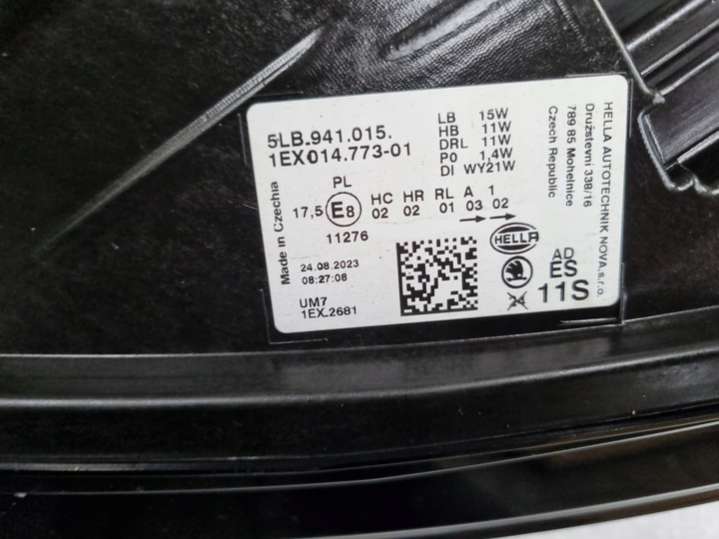 5LB.941.015.
1EX014.773-01
LB 15W
HB 11W
DRL 11W
PO 1,4W
DI WY21W
HELLA AUTOTECHNIK NOVA,s.r.o.
Družstevní 338/16
789 85 Mohelnice
Czech Republic
Made in Czechia
PL
17,5 E8 HC HR RL A 1
02 02 01 03 02
11276
HELLA
24.08.2023
08:27:08
AD
ES
11S
UM7
1EX.2681